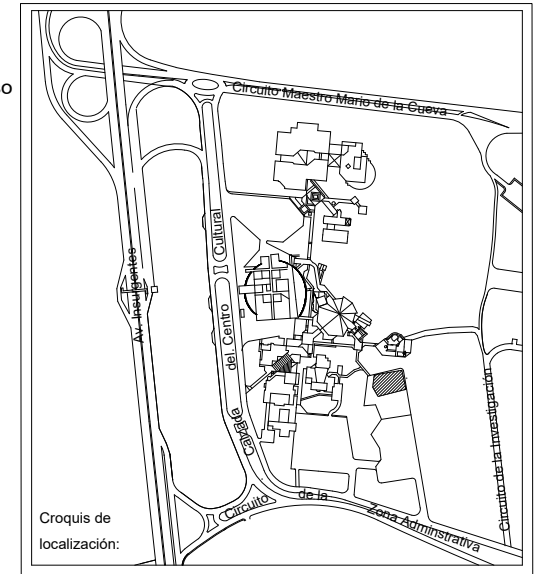 so
Circuito Maestro Mario de la Cueva
Av. Insurgentes
Calzada del. Centro Cultural
Circuito de la Investigación
Circuito de la Zona Adminstrativa
Croquis de
localización: